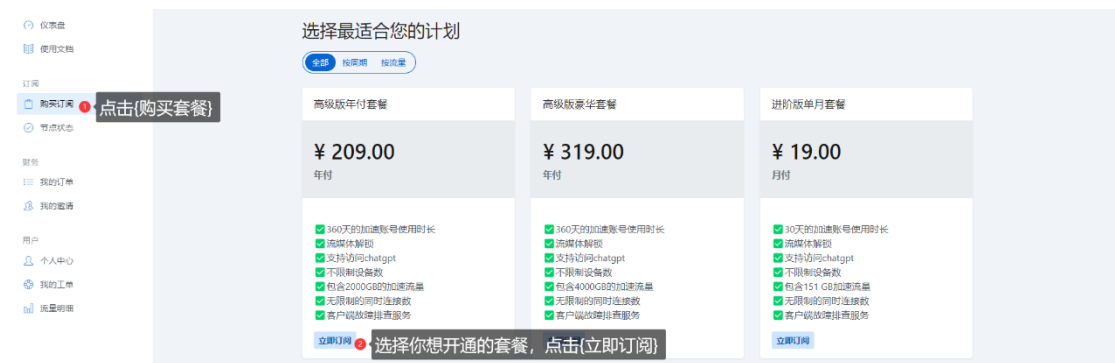 仪表盘
使用文档
订阅
购买订阅
1
点击{购买套餐}
节点状态
财务
我的订单
我的邀请
用户
个人中心
我的工单
流量明细
选择最适合您的计划
全部 按周期 按流量
高级版年付套餐
¥ 209.00
年付
360天的加速账号使用时长
流媒体解锁
支持访问chatgpt
不限制设备数
包含2000GB的加速流量
无限制的同时连接数
客户端故障排查服务
立即订阅
2
选择你想开通的套餐，点击{立即订阅}
高级版豪华套餐
¥ 319.00
年付
360天的加速账号使用时长
流媒体解锁
支持访问chatgpt
不限制设备数
包含4000GB的加速流量
无限制的同时连接数
客户端故障排查服务
进阶版单月套餐
¥ 19.00
月付
30天的加速账号使用时长
流媒体解锁
支持访问chatgpt
不限制设备数
包含151 GB加速流量
无限制的同时连接数
客户端故障排查服务
立即订阅